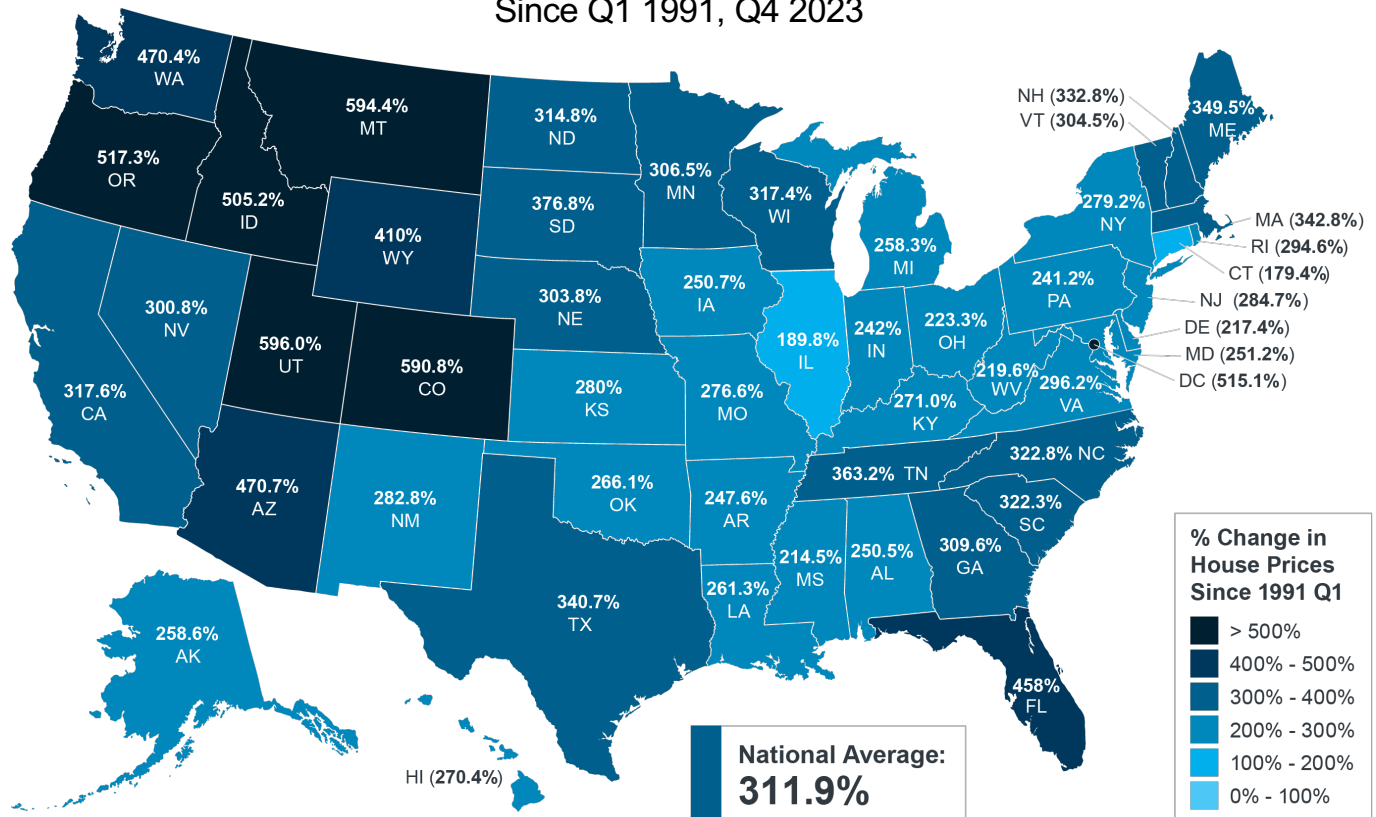 Since Q1 1991, Q4 2023
470.4%
WA
594.4%
MT
314.8%
ND
306.5%
MN
317.4%
WI
258.3%
MI
NH (332.8%)
VT (304.5%)
349.5%
ME
517.3%
OR
505.2%
ID
410%
WY
376.8%
SD
279.2%
NY
MA (342.8%)
RI (294.6%)
CT (179.4%)
NJ (284.7%)
DE (217.4%)
MD (251.2%)
DC (515.1%)
317.6%
CA
300.8%
NV
596.0%
UT
590.8%
CO
303.8%
NE
280%
KS
250.7%
IA
276.6%
MO
189.8%
IL
242%
IN
223.3%
OH
241.2%
PA
219.6%
WV
296.2%
VA
271.0%
KY
363.2% TN
322.8% NC
322.3%
SC
470.7%
AZ
282.8%
NM
266.1%
OK
247.6%
AR
214.5%
MS
250.5%
AL
309.6%
GA
340.7%
TX
261.3%
LA
458%
FL
258.6%
AK
HI (270.4%)
National Average:
311.9%
% Change in
House Prices
Since 1991 Q1
> 500%
400% - 500%
300% - 400%
200% - 300%
100% - 200%
0% - 100%